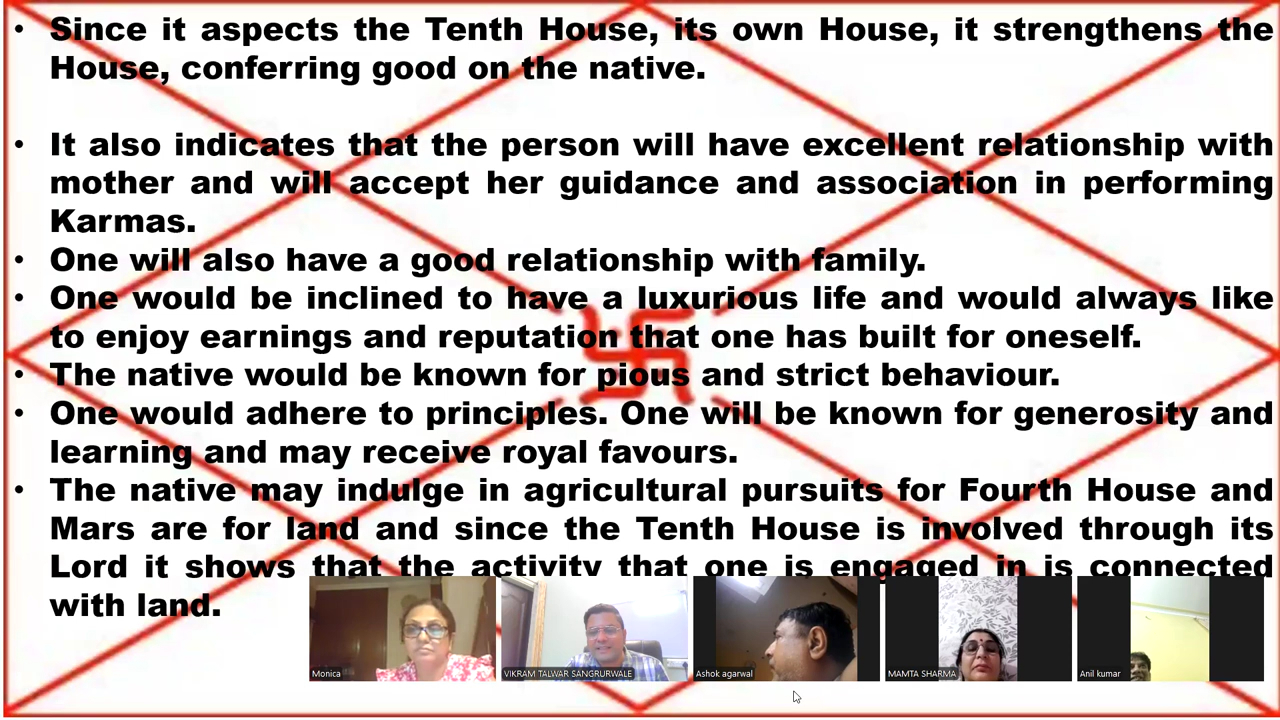 • Since it aspects the Tenth House, its own House, it strengthens the
House, conferring good on the native.
• It also indicates that the person will have excellent relationship with
mother and will accept her guidance and association in performing
Karmas.
• One will also have a good relationship with family.
• One would be inclined to have a luxurious life and would always like
to enjoy earnings and reputation that one has built for oneself.
• The native would be known for pious and strict behaviour.
• One would adhere to principles. One will be known for generosity and
learning and may receive royal favours.
• The native may indulge in agricultural pursuits for Fourth House and
Mars are for land and since the Tenth House is involved through its
Lord it shows that the activity that one is engaged in is connected
with land.
Monica
VIKRAM TALWAR SANGRURWALE
Ashok agarwal
MAMTA SHARMA
Anil kumar